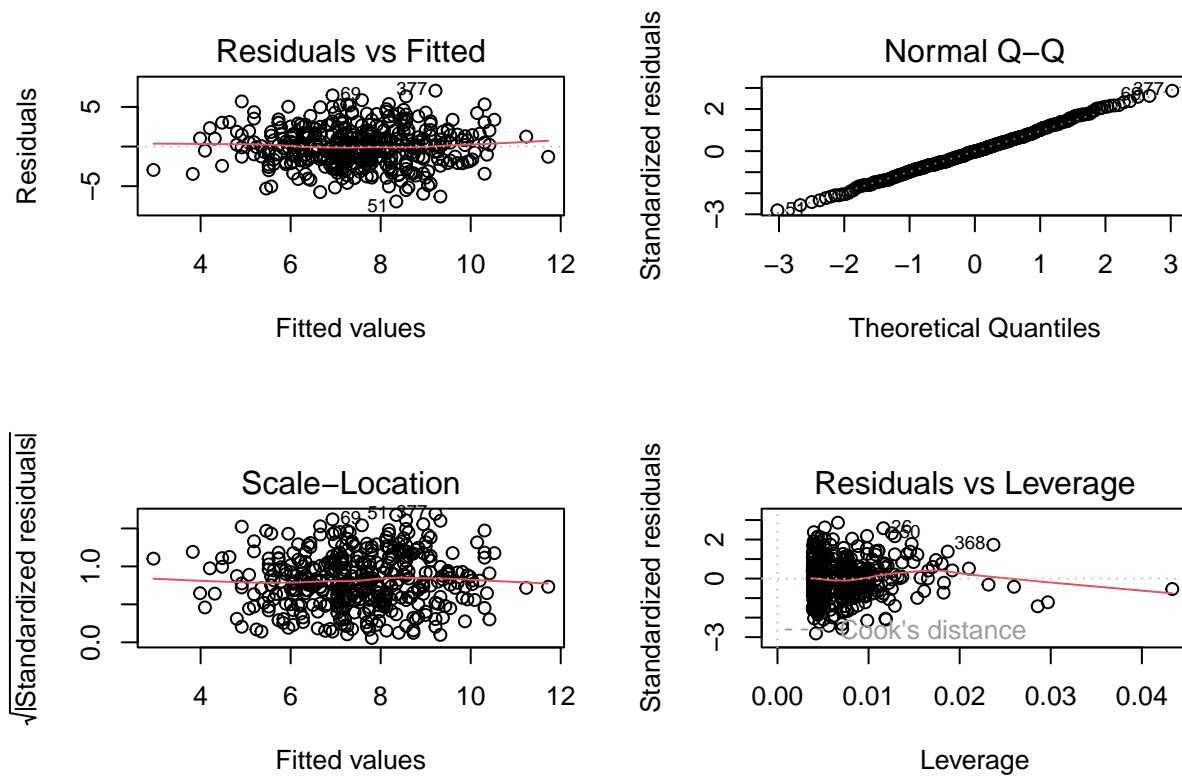 Residuals vs Fitted
Residuals
5
−5
69
377
51
4 6 8 10 12
Fitted values
Normal Q−Q
Standardized residuals
2
0
−3
377
51
−3 −2 −1 0 1 2 3
Theoretical Quantiles
Scale−Location
√|Standardized residuals|
1.0
0.0
69
51
377
4 6 8 10 12
Fitted values
Residuals vs Leverage
Standardized residuals
2
0
−3
368
Cook's distance
0.00 0.01 0.02 0.03 0.04
Leverage